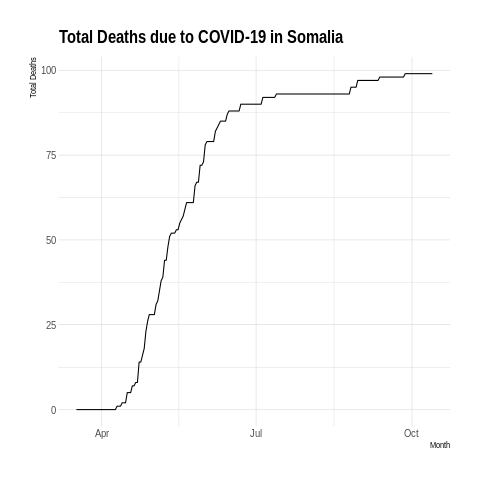 Total Deaths due to COVID-19 in Somalia
Total Deaths
100
75
50
25
0
Apr
Jul
Oct
Month